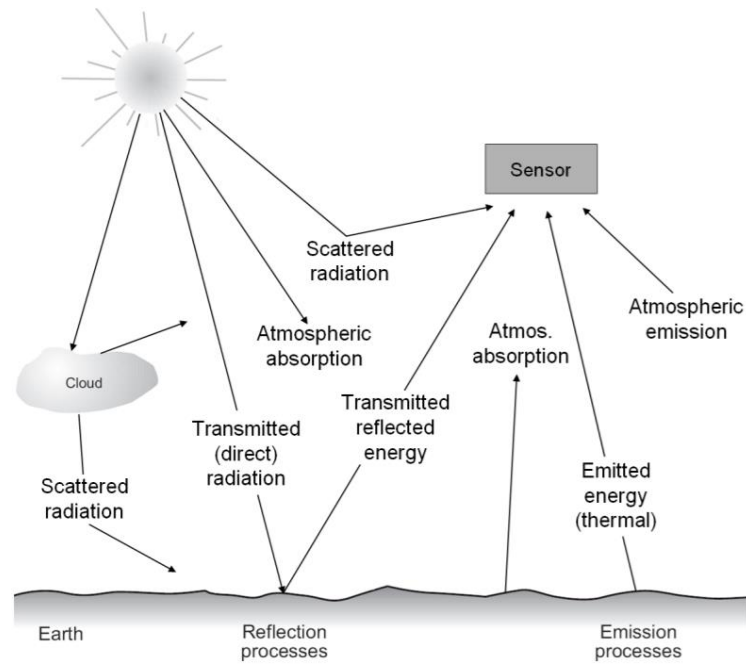 Sensor
Scattered
radiation
Atmospheric
absorption
Atmos.
absorption
Atmospheric
emission
Cloud
Transmitted
(direct)
radiation
Transmitted
reflected
energy
Scattered
radiation
Emitted
energy
(thermal)
Earth
Reflection
processes
Emission
processes